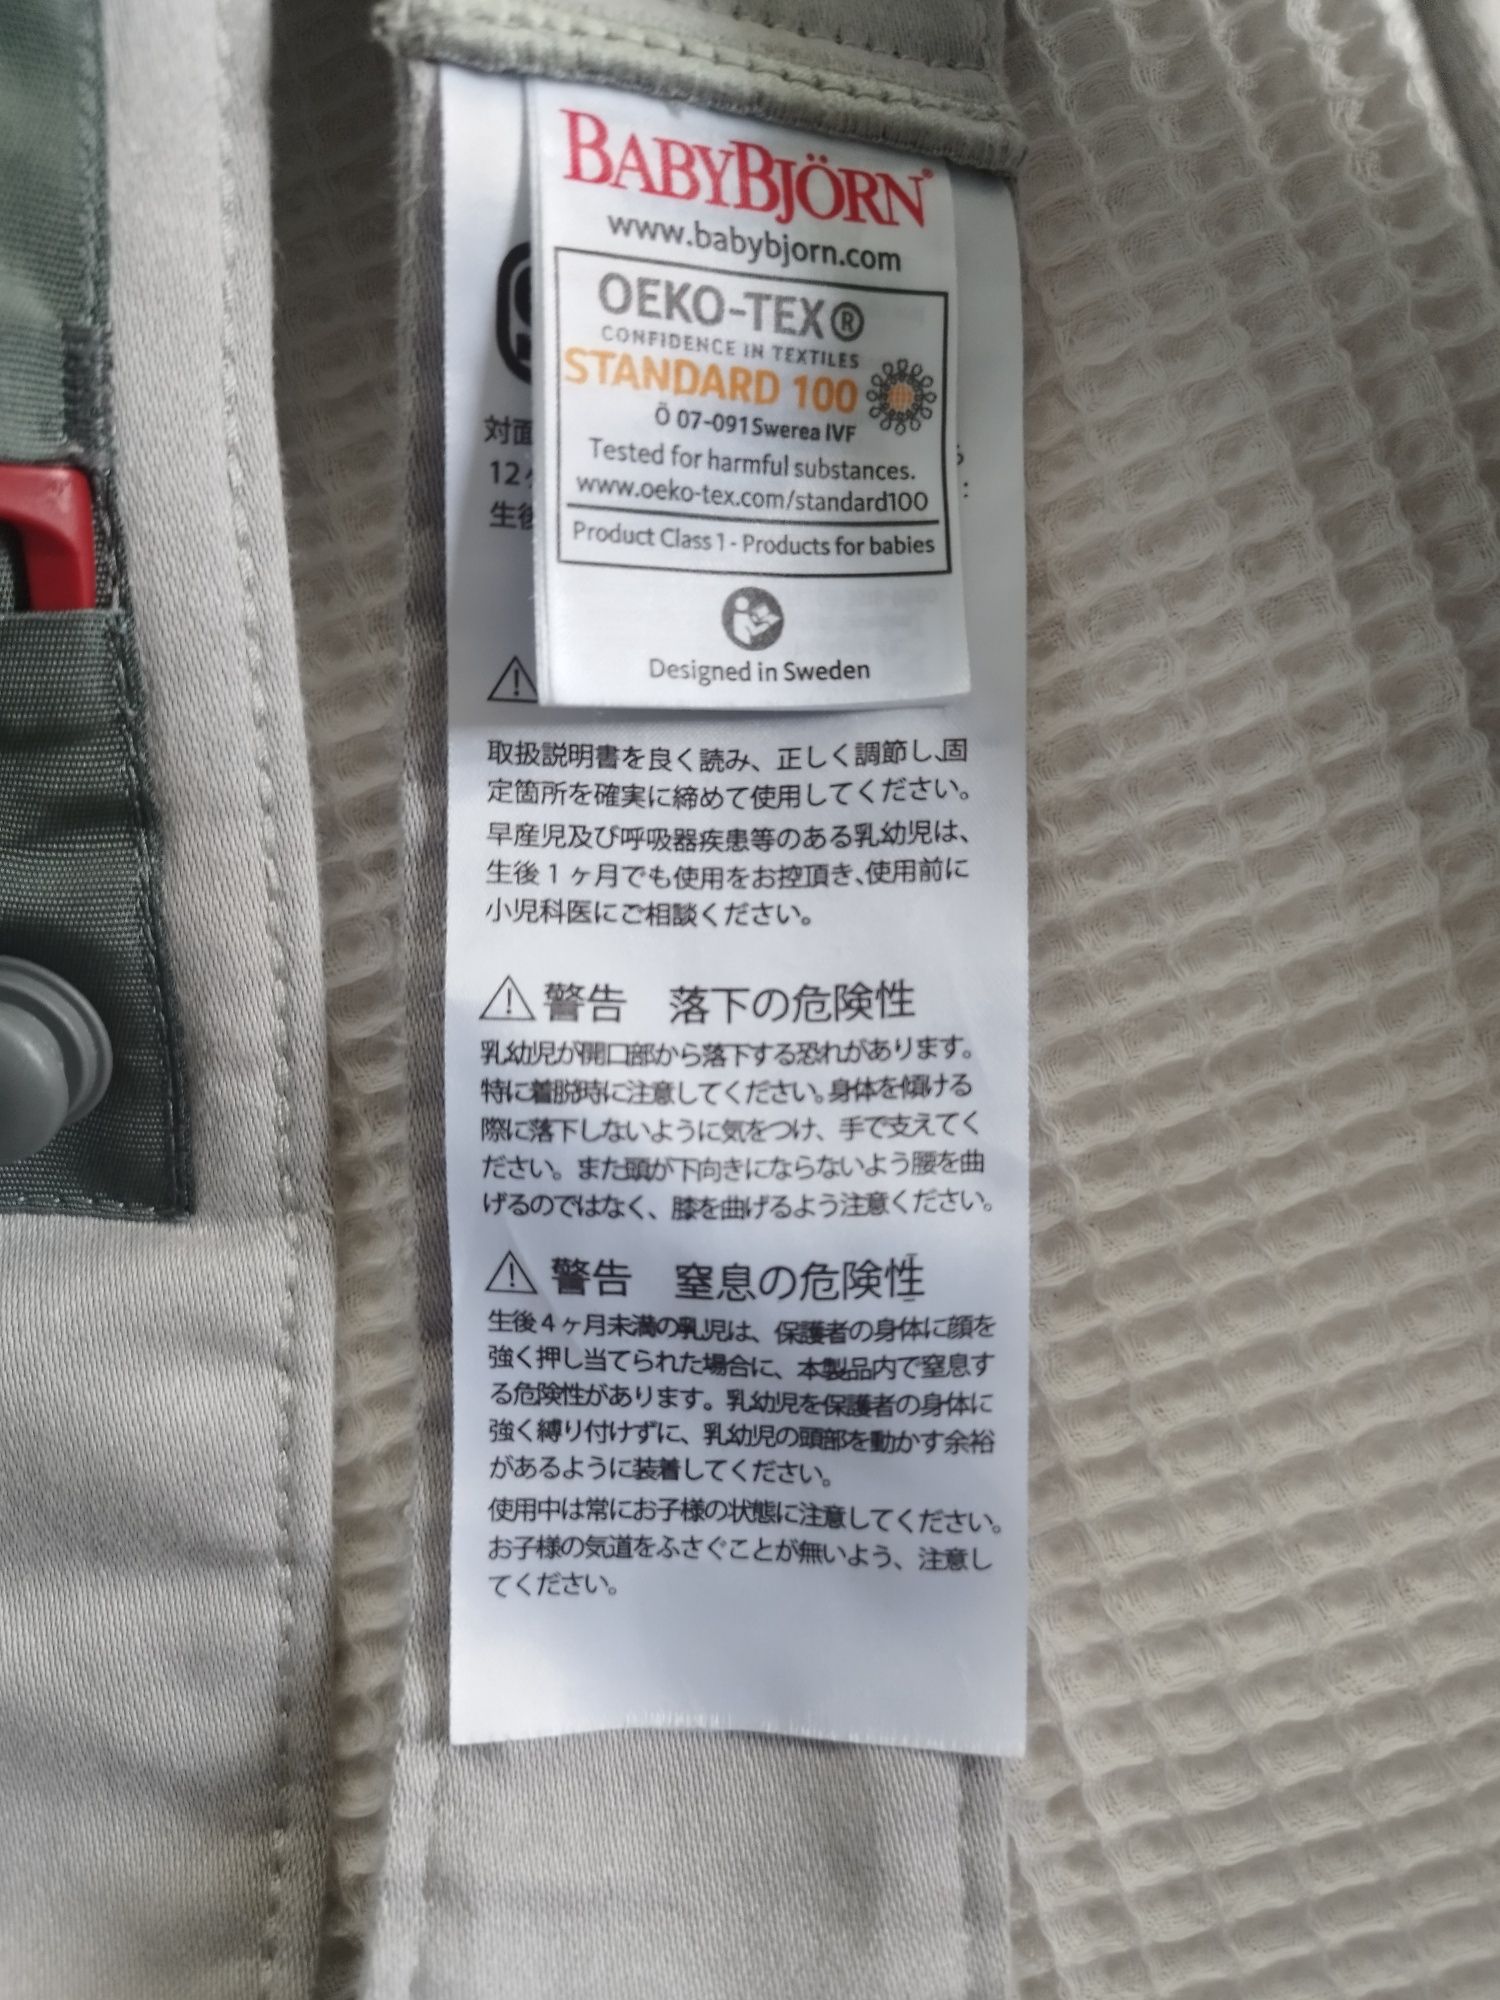 BABYBJÖRN®
www.babybjorn.com
OEKO-TEX®
CONFIDENCE IN TEXTILES
STANDARD 100
Ö 07-091 Swerea IVF
Tested for harmful substances.
www.oeko-tex.com/standard100
Product Class 1 - Products for babies
Designed in Sweden
対面
12
生後
取扱説明書を良く読み、正しく調節し、固
定箇所を確実に締めて使用してください。
早産児及び呼吸器疾患等のある乳幼児は、
生後1ヶ月でも使用をお控頂き、使用前に
小児科医にご相談ください。
⚠警告 落下の危険性
乳幼児が開口部から落下する恐れがあります。
特に着脱時に注意してください。身体を傾ける
際に落下しないように気をつけ、手で支えてく
ださい。また頭が下向きにならないよう腰を曲
げるのではなく、膝を曲げるよう注意ください。
⚠警告 窒息の危険性
生後4ヶ月未満の乳児は、保護者の身体に顔を
強く押し当てられた場合に、本製品内で窒息す
る危険性があります。乳幼児を保護者の身体に
強く縛り付けずに、乳幼児の頭部を動かす余裕
があるように装着してください。
使用中は常にお子様の状態に注意してください。
お子様の気道をふさぐことが無いよう、注意し
てください。